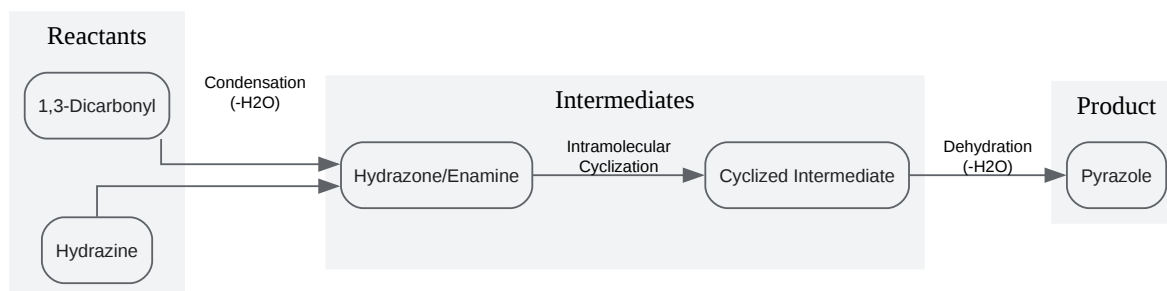 Reactants
1,3-Dicarbonyl
Hydrazine
Condensation
(-H2O)
Intermediates
Hydrazone/Enamine
Intramolecular
Cyclization
Cyclized Intermediate
Dehydration
(-H2O)
Product
Pyrazole